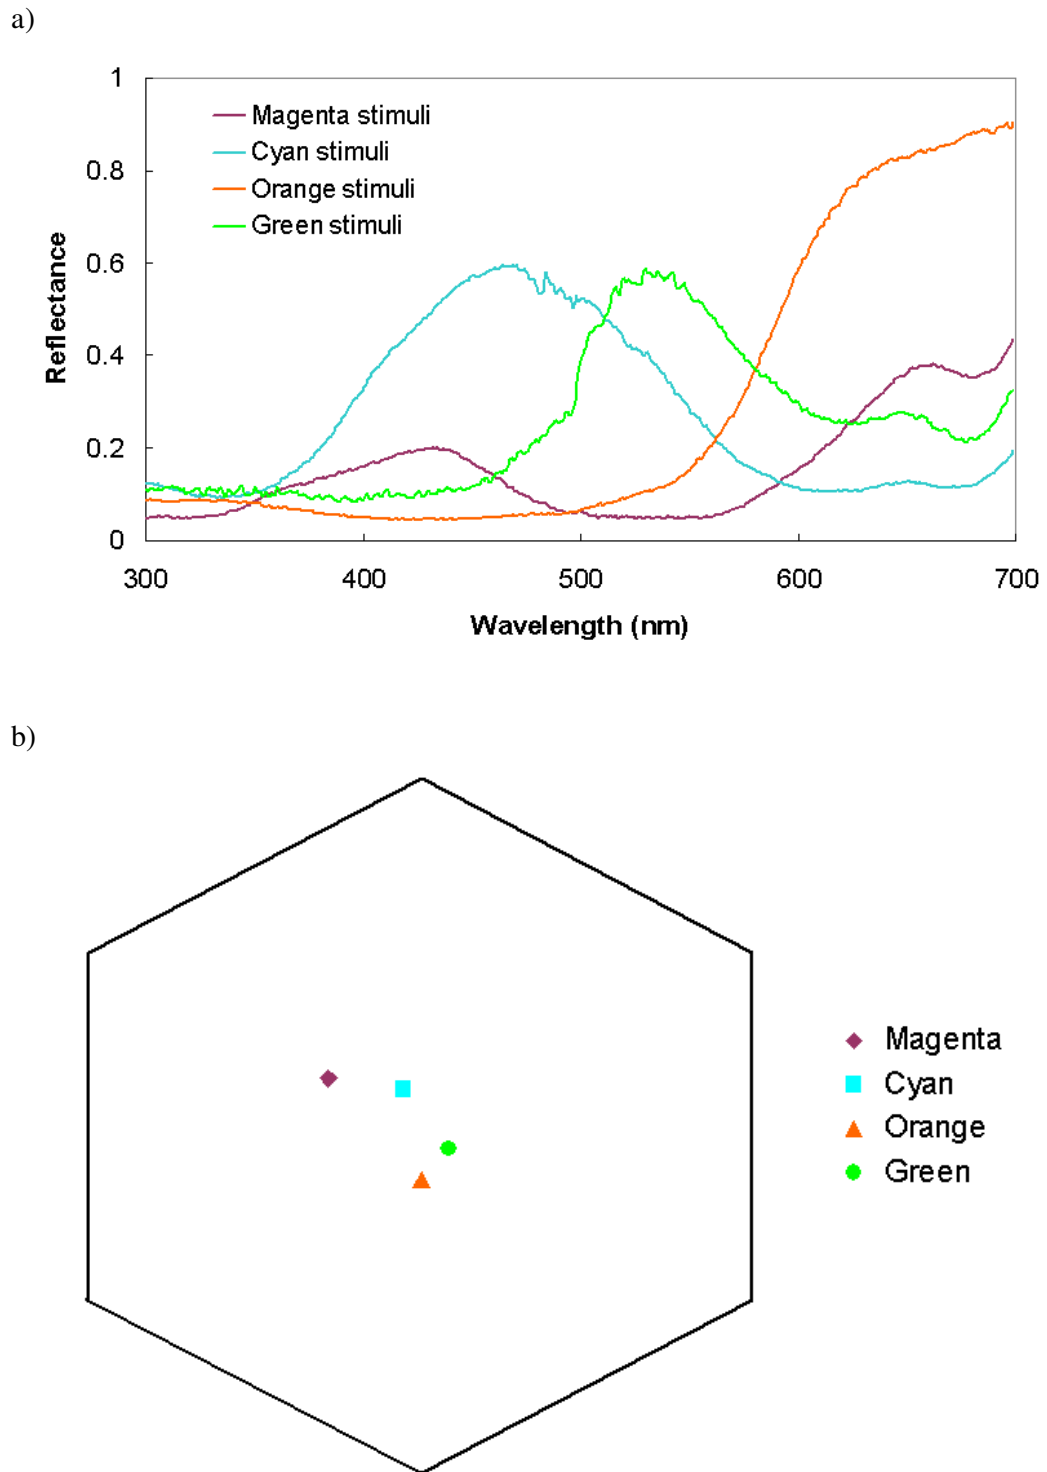 a)
1
0.8
0.6
0.4
0.2
0
Reflectance
Magenta stimuli
Cyan stimuli
Orange stimuli
Green stimuli
300 400 500 600 700
Wavelength (nm)
b)
Magenta
Cyan
Orange
Green